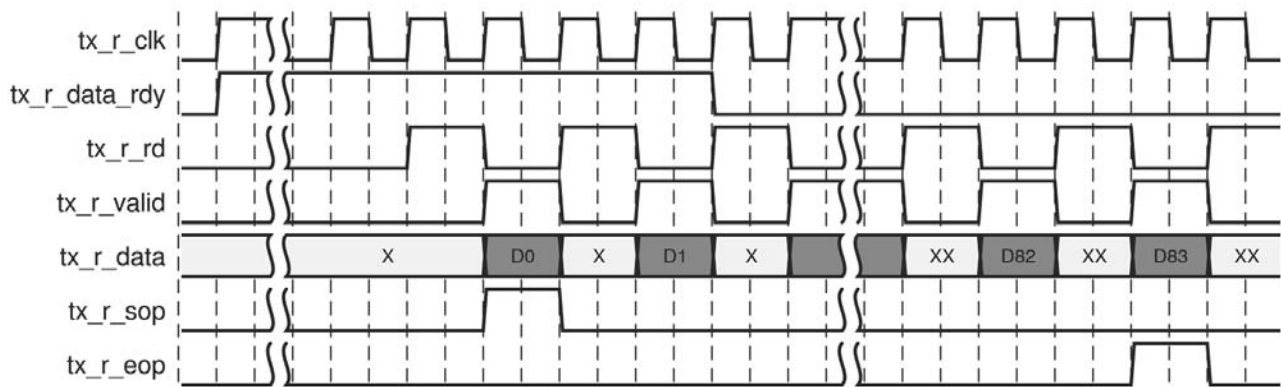 tx_r_clk
tx_r_data_rdy
tx_r_rd
tx_r_valid
tx_r_data X D0 X D1 X XX D82 XX D83 XX
tx_r_sop
tx_r_eop